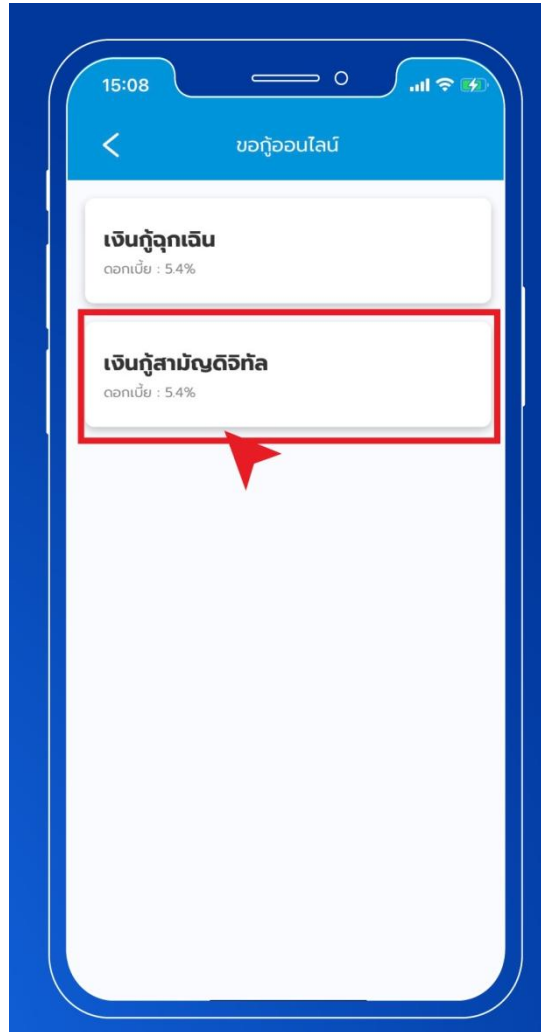 15:08
ขอกู้ออนไลน์
เงินกู้ฉุกเฉิน
ดอกเบี้ย : 5.4%
เงินกู้สามัญดิจิทัล
ดอกเบี้ย : 5.4%